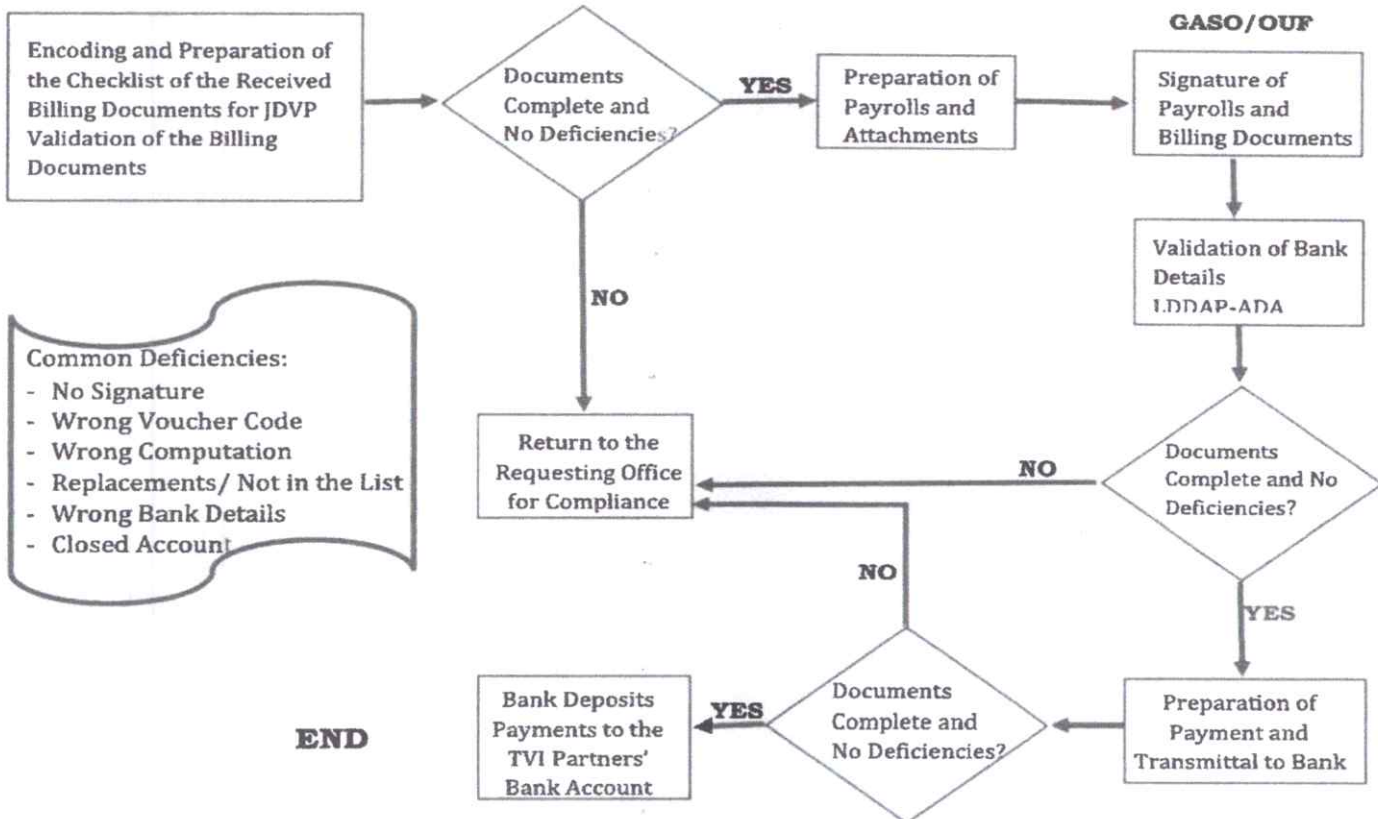 Encoding and Preparation of
the Checklist of the Received
Billing Documents for JDVP
Validation of the Billing
Documents
Documents
Complete and
No Deficiencies?
YES
Preparation of
Payrolls and
Attachments
GASO/OUF
Signature of
Payrolls and
Billing Documents
Validation of Bank
Details
LDDAP-ADA
NO
Common Deficiencies:
- No Signature
- Wrong Voucher Code
- Wrong Computation
- Replacements/ Not in the List
- Wrong Bank Details
- Closed Account
Return to the
Requesting Office
for Compliance
NO
Documents
Complete and No
Deficiencies?
NO
YES
END
Bank Deposits
Payments to the
TVI Partners'
Bank Account
YES
Documents
Complete and
No Deficiencies?
Preparation of
Payment and
Transmittal to Bank